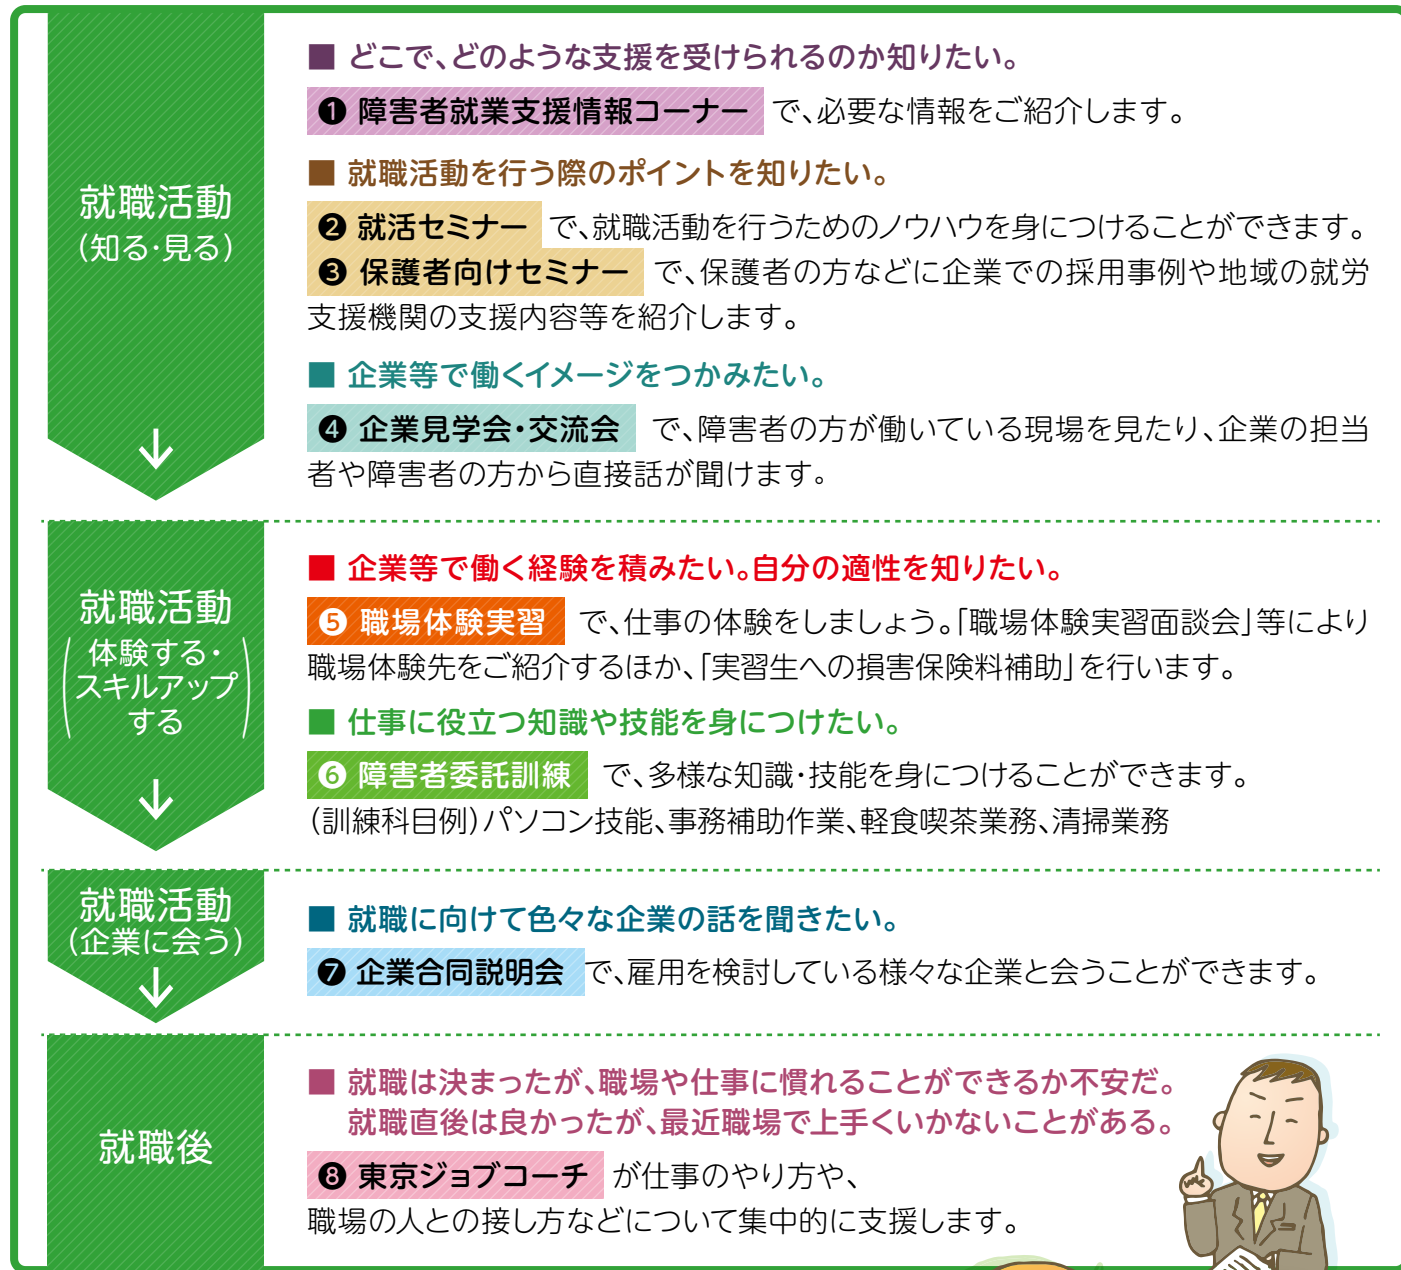 就職活動
(知る・見る)
■ どこで、どのような支援を受けられるのか知りたい。
❶ 障害者就業支援情報コーナー で、必要な情報をご紹介します。
■ 就職活動を行う際のポイントを知りたい。
❷ 就活セミナー で、就職活動を行うためのノウハウを身につけることができます。
❸ 保護者向けセミナー で、保護者の方などに企業での採用事例や地域の就労
支援機関の支援内容等を紹介します。
■ 企業等で働くイメージをつかみたい。
❹ 企業見学会・交流会 で、障害者の方が働いている現場を見たり、企業の担当
者や障害者の方から直接話が聞けます。
↓
就職活動
(体験する・
スキルアップ
する)
■ 企業等で働く経験を積みたい。自分の適性を知りたい。
❺ 職場体験実習 で、仕事の体験をしましょう。「職場体験実習面談会」等により
職場体験先をご紹介するほか、「実習生への損害保険料補助」を行います。
■ 仕事に役立つ知識や技能を身につけたい。
❻ 障害者委託訓練 で、多様な知識・技能を身につけることができます。
(訓練科目例)パソコン技能、事務補助作業、軽食喫茶業務、清掃業務
↓
就職活動
(企業に会う)
■ 就職に向けて色々な企業の話を聞きたい。
❼ 企業合同説明会 で、雇用を検討している様々な企業と会うことができます。
↓
就職後
■ 就職は決まったが、職場や仕事に慣れることができるか不安だ。
就職直後は良かったが、最近職場で上手くいかないことがある。
❽ 東京ジョブコーチ が仕事のやり方や、
職場の人との接し方などについて集中的に支援します。